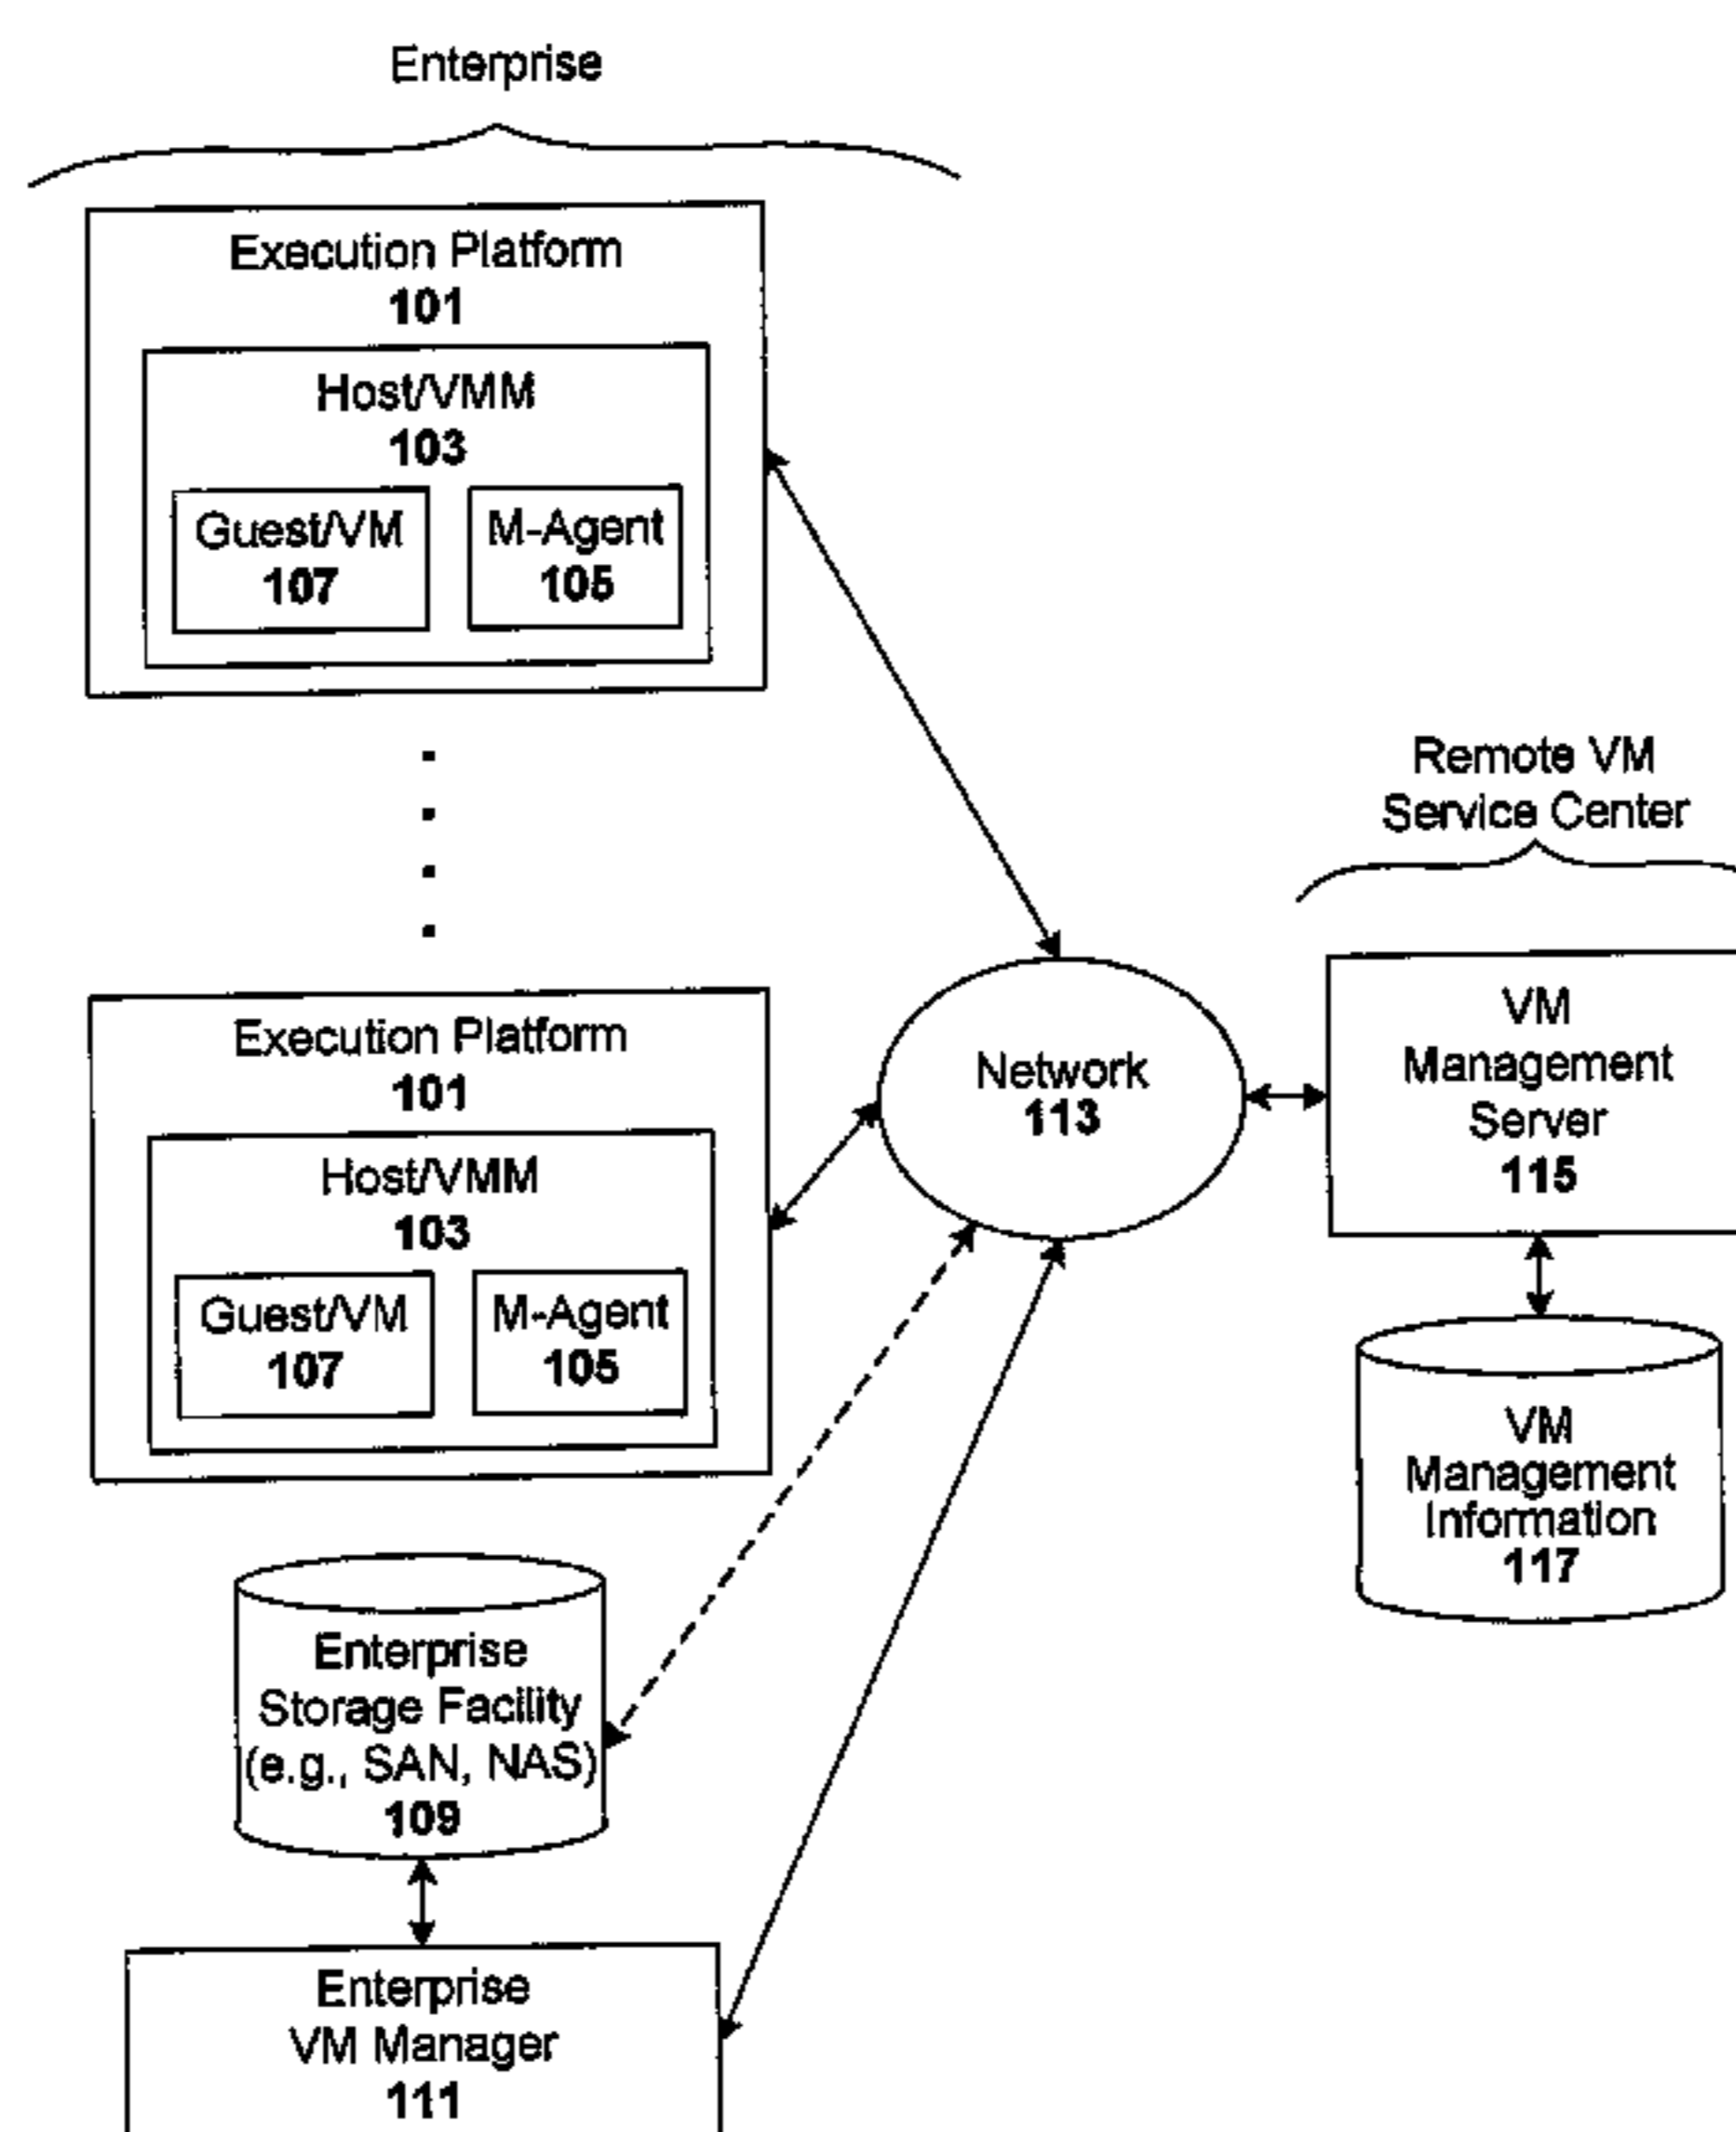 Enterprise
Execution Platform
101
Host/VMM
103
Guest/VM
107
M-Agent
105
Execution Platform
101
Host/VMM
103
Guest/VM
107
M-Agent
105
Enterprise
Storage Facility
(e.g., SAN, NAS)
109
Enterprise
VM Manager
111
Network
113
Remote VM
Service Center
VM
Management
Server
115
VM
Management
Information
117